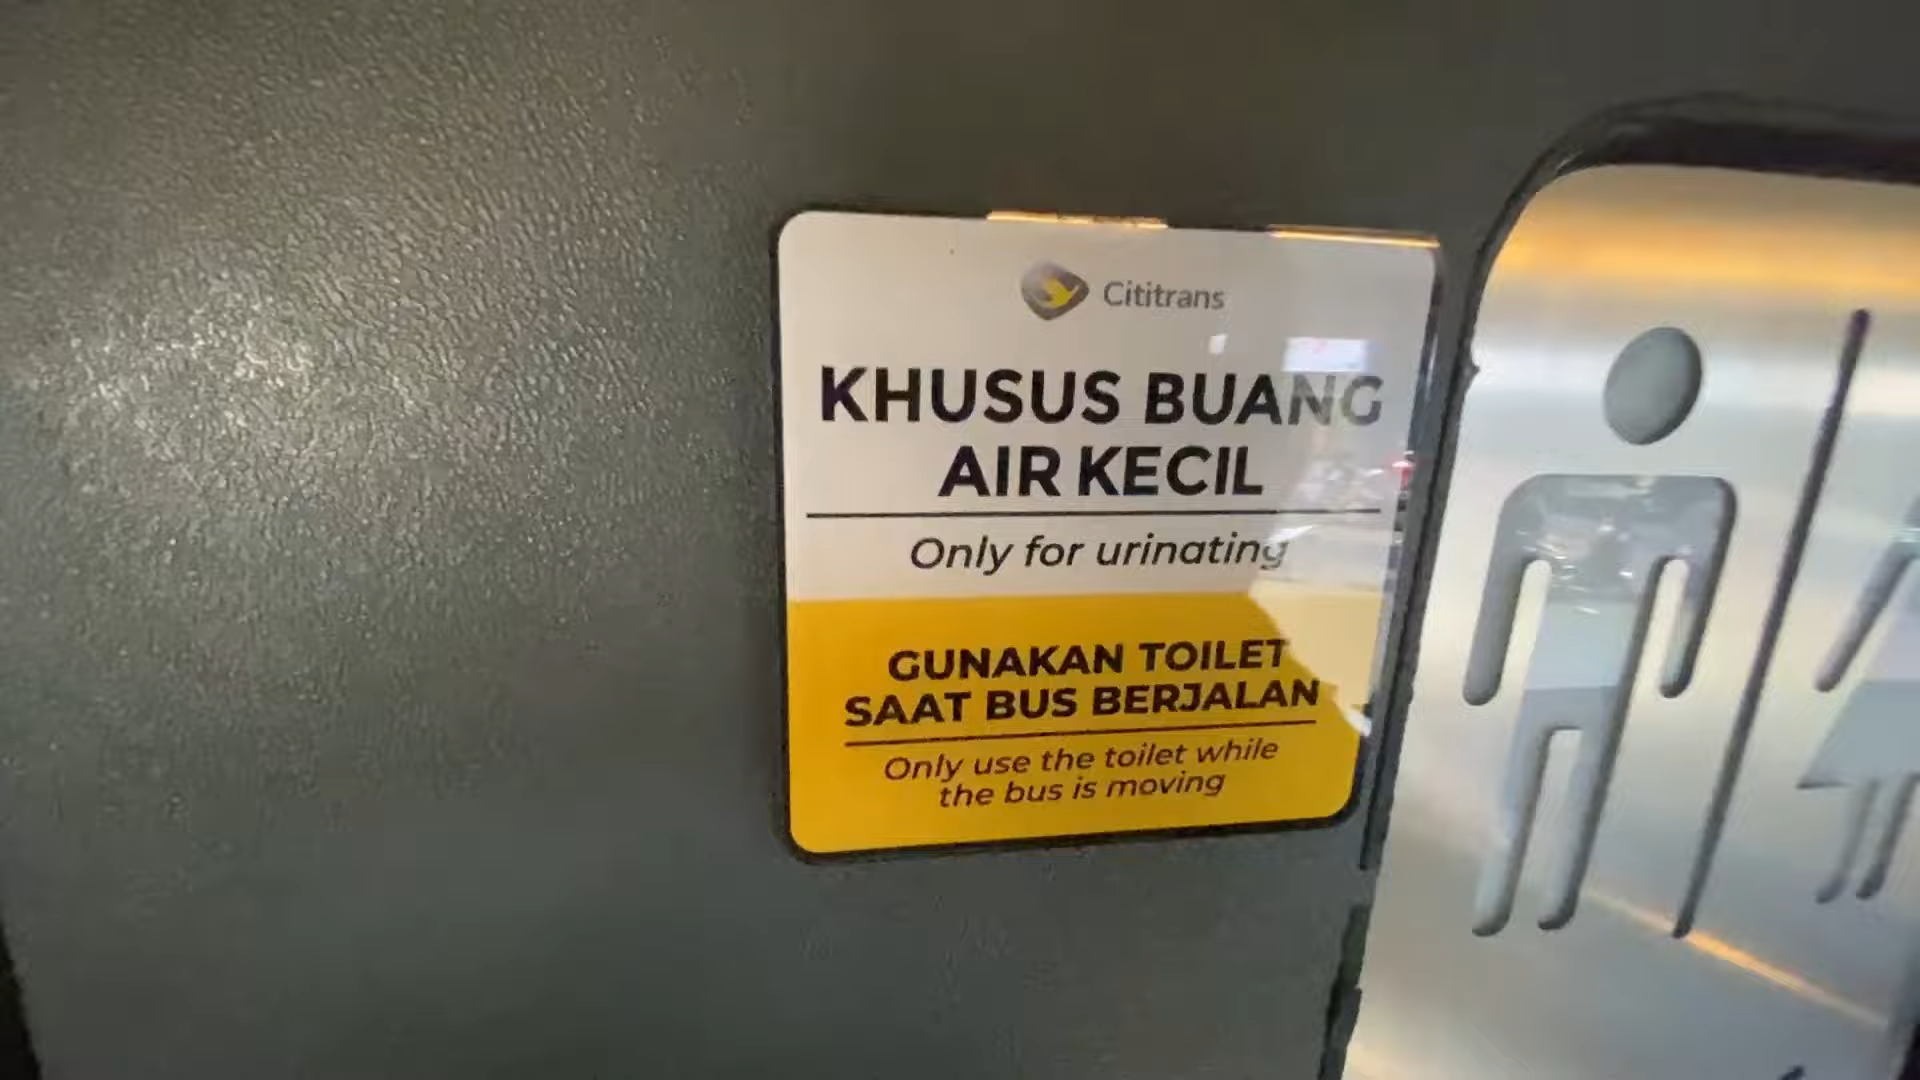 Cititrans
KHUSUS BUANG
AIR KECIL
Only for urinating
GUNAKAN TOILET
SAAT BUS BERJALAN
Only use the toilet while
the bus is moving